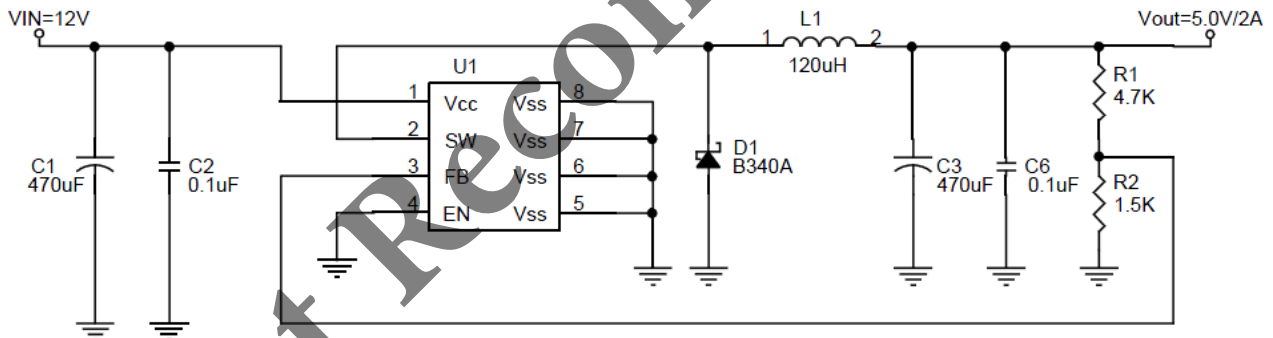 VIN=12V
Vout=5.0V/2A
L1
1
2
120uH
U1
1
Vcc
Vss
8
2
SW
Vss
7
3
FB
Vss
6
4
EN
Vss
5
C1
470uF
C2
0.1uF
D1
B340A
C3
470uF
C6
0.1uF
R1
4.7K
R2
1.5K